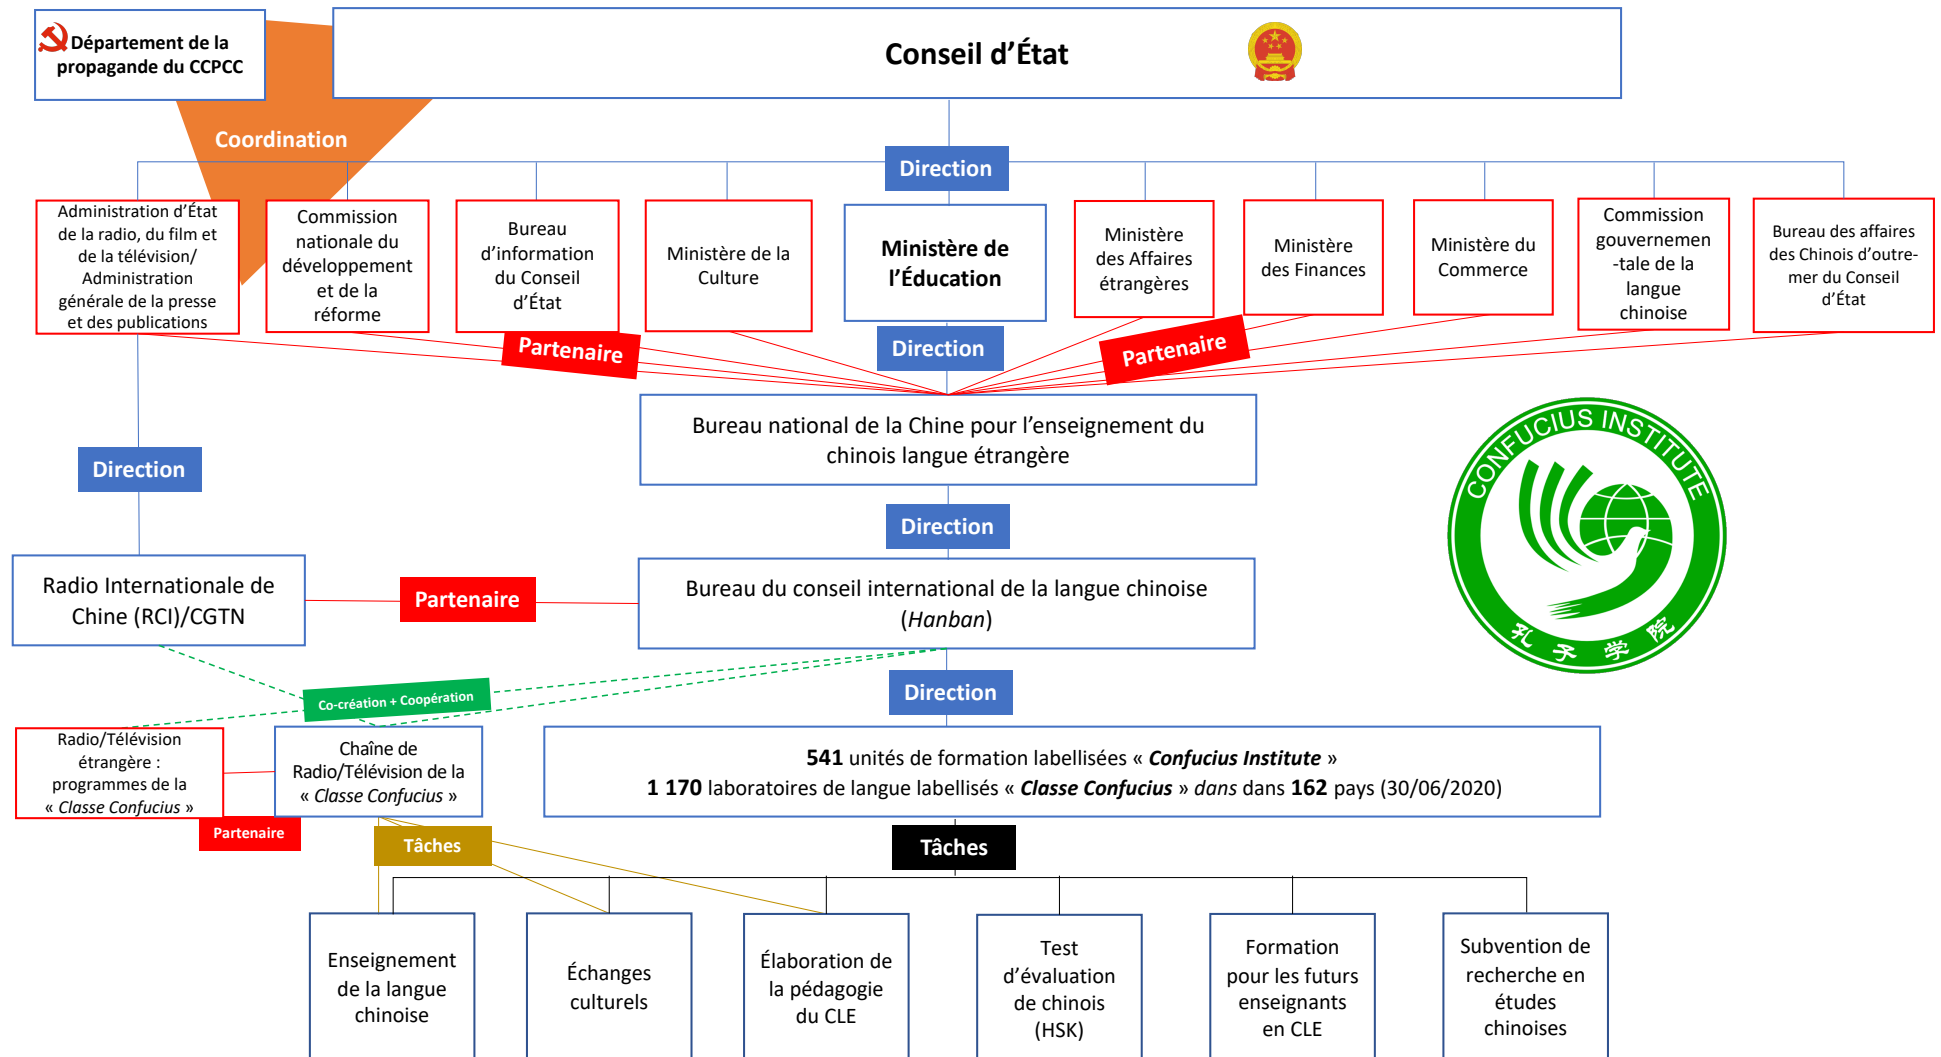 Département de la
propagande du CCPCC
Conseil d'État
Coordination
Direction
Administration d'État
de la radio, du film et
de la télévision/
Administration
générale de la presse
et des publications
Commission
nationale du
développement
et de la
réforme
Bureau
d'information
du Conseil
d'État
Ministère de la
Culture
Ministère de
l'Éducation
Ministère
des Affaires
étrangères
Ministère
des Finances
Ministère du
Commerce
Commission
gouvernemen
-tale de la
langue
chinoise
Bureau des affaires
des Chinois d'outre-
mer du Conseil
d'État
Partenaire
Direction
Partenaire
Bureau national de la Chine pour l'enseignement du
chinois langue étrangère
CONFUCIUS INSTITUTE
孔子学院
Direction
Direction
Radio Internationale de
Chine (RCI)/CGTN
Partenaire
Bureau du conseil international de la langue chinoise
(Hanban)
Co-création + Coopération
Direction
Radio/Télévision
étrangère :
programmes de la
« Classe Confucius »
Chaîne de
Radio/Télévision de la
« Classe Confucius »
541 unités de formation labellisées « Confucius Institute »
1 170 laboratoires de langue labellisés « Classe Confucius » dans dans 162 pays (30/06/2020)
Partenaire
Tâches
Tâches
Enseignement
de la langue
chinoise
Échanges
culturels
Élaboration de
la pédagogie
du CLE
Test
d'évaluation
de chinois
(HSK)
Formation
pour les futurs
enseignants
en CLE
Subvention de
recherche en
études
chinoises